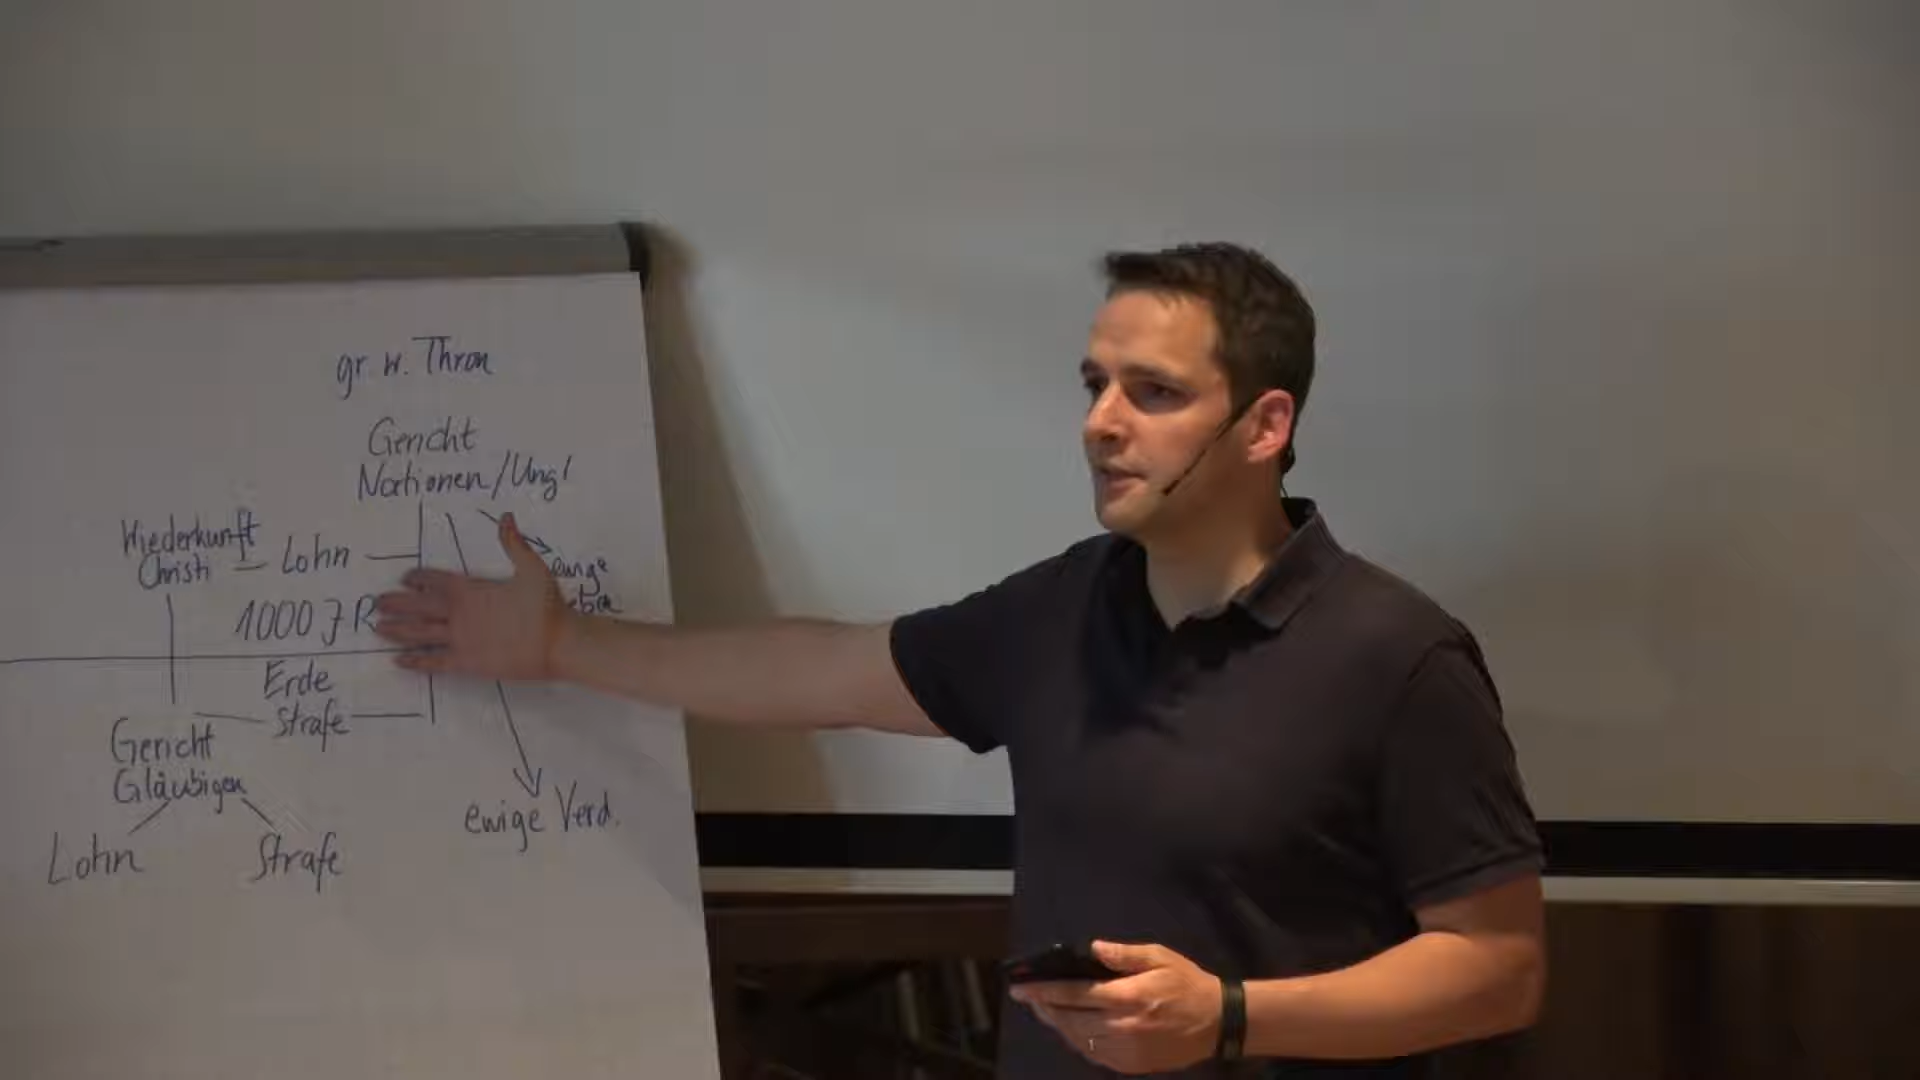 gr. w. Thron
Gericht
Nationen/Ungl
Wiederkunft
Christi
Lohn
1000 J R
Erde
Strafe
Gericht
Gläubigen
Lohn
Strafe
ewige Verd.